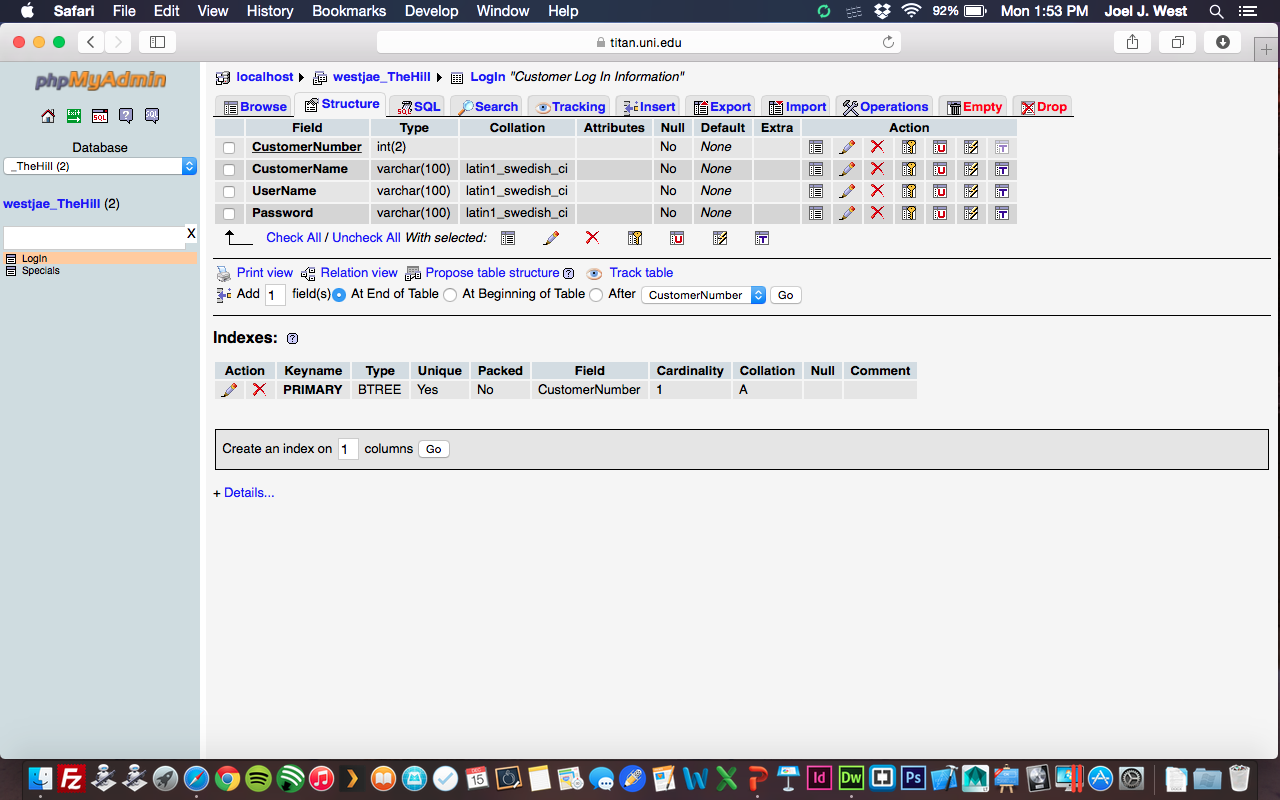 Safari File Edit View History Bookmarks Develop Window Help 92% Mon 1:53 PM Joel J. West
titan.uni.edu
phpMyAdmin
Database
_TheHill (2)
westjae_TheHill (2)
X
LogIn
Specials
localhost westjae_TheHill LogIn "Customer Log In Information"
Browse Structure SQL Search Tracking Insert Export Import Operations Empty Drop
Field Type Collation Attributes Null Default Extra Action
CustomerNumber int(2) No None
CustomerName varchar(100) latin1_swedish_ci No None
UserName varchar(100) latin1_swedish_ci No None
Password varchar(100) latin1_swedish_ci No None
Check All / Uncheck All With selected:
Print view Relation view Propose table structure Track table
Add 1 field(s) At End of Table At Beginning of Table After CustomerNumber Go
Indexes:
Action Keyname Type Unique Packed Field Cardinality Collation Null Comment
PRIMARY BTREE Yes No CustomerNumber 1 A
Create an index on 1 columns Go
+ Details...
Fz DEC 15 Id Dw Ps